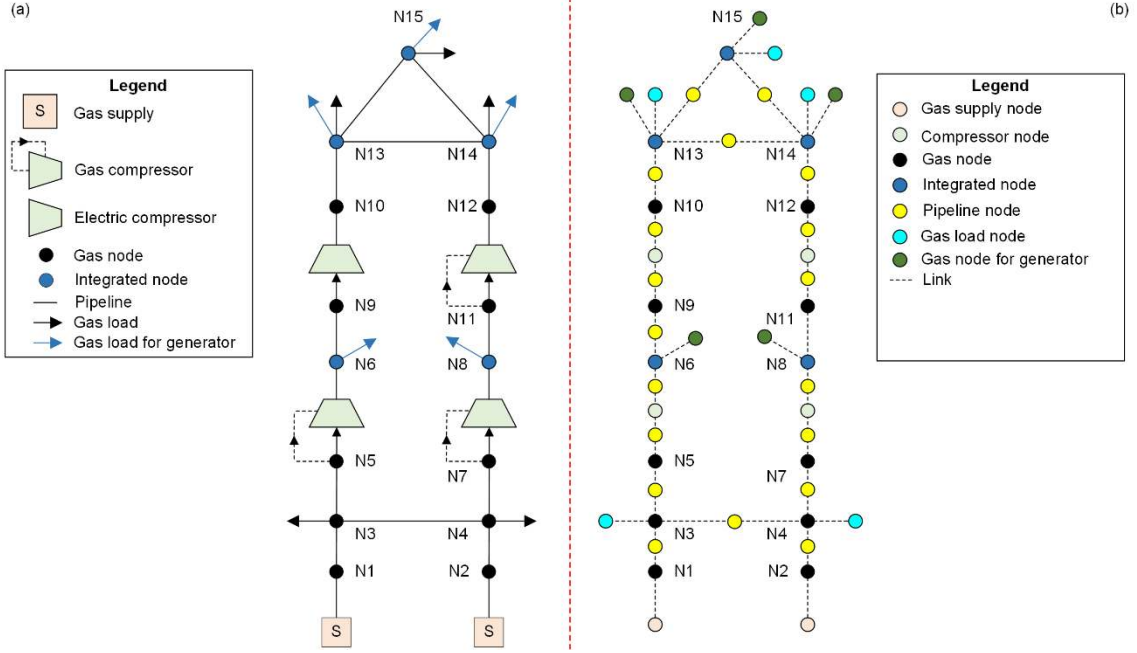 (a)
(b)
Legend
S
Gas supply
Gas compressor
Electric compressor
Gas node
Integrated node
Pipeline
Gas load
Gas load for generator
N15
N13
N14
N10
N12
N9
N11
N6
N8
N5
N7
N3
N4
N1
N2
S
S
N15
N13
N14
N10
N12
N9
N11
N6
N8
N5
N7
N3
N4
N1
N2
Legend
Gas supply node
Compressor node
Gas node
Integrated node
Pipeline node
Gas load node
Gas node for generator
Link